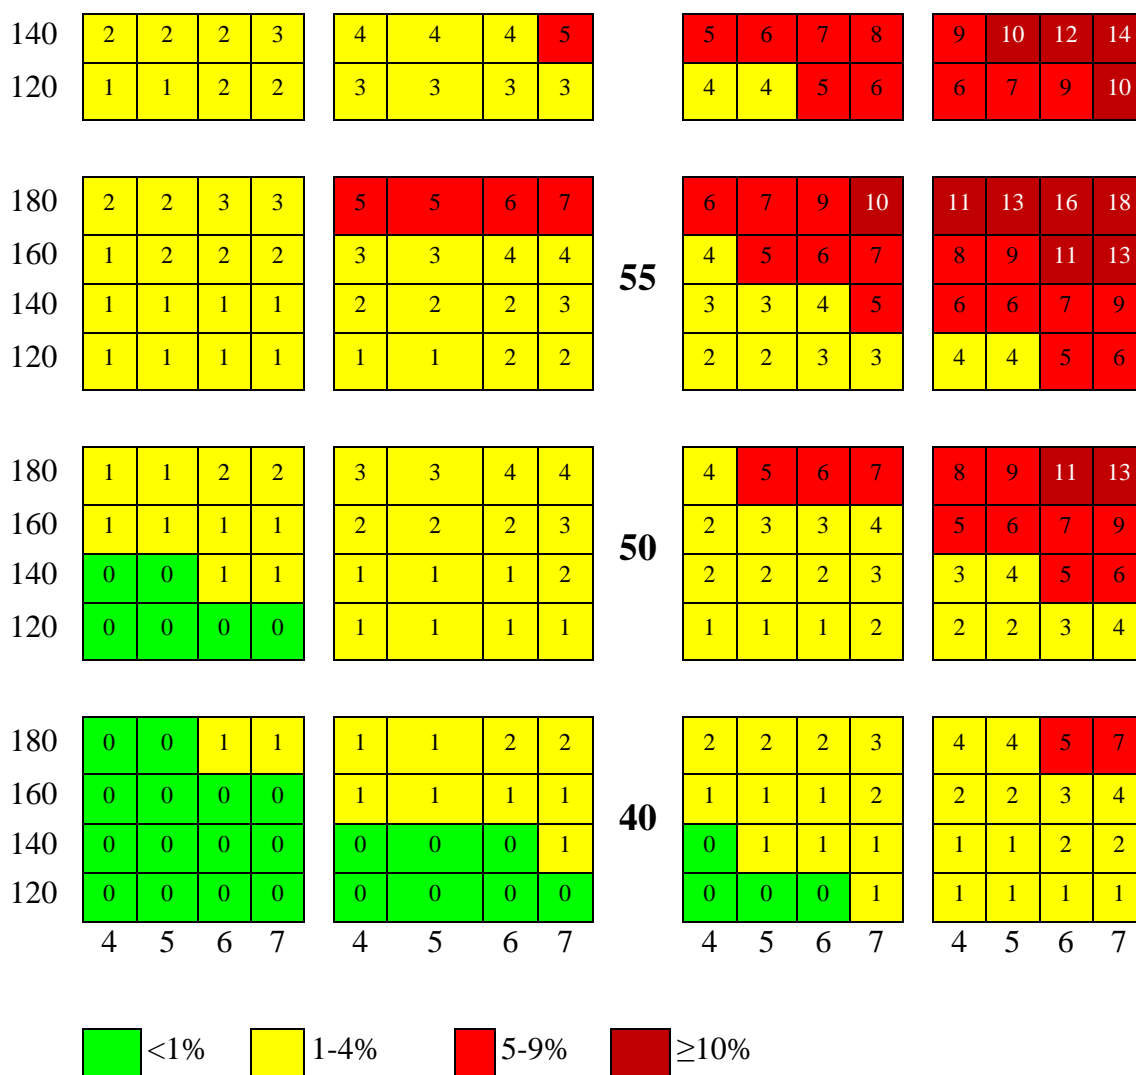 140 2 2 2 3 4 4 4 5 5 6 7 8 9 10 12 14
120 1 1 2 2 3 3 3 3 4 4 5 6 6 7 9 10
180 2 2 3 3 5 5 6 7 6 7 9 10 11 13 16 18
160 1 2 2 2 3 3 4 4 4 5 6 7 8 9 11 13
55
140 1 1 1 1 2 2 2 3 3 3 4 5 6 6 7 9
120 1 1 1 1 1 1 2 2 2 2 3 3 4 4 5 6
180 1 1 2 2 3 3 4 4 4 5 6 7 8 9 11 13
160 1 1 1 1 2 2 2 3 2 3 3 4 5 6 7 9
50
140 0 0 1 1 1 1 1 2 2 2 2 3 3 4 5 6
120 0 0 0 0 1 1 1 1 1 1 1 2 2 2 3 4
180 0 0 1 1 1 1 2 2 2 2 2 3 4 4 5 7
160 0 0 0 0 1 1 1 1 1 1 1 2 2 2 3 4
40
140 0 0 0 0 0 0 0 1 0 1 1 1 1 1 2 2
120 0 0 0 0 0 0 0 0 0 0 0 1 1 1 1 1
4 5 6 7 4 5 6 7 4 5 6 7 4 5 6 7
<1% 1-4% 5-9% ≥10%